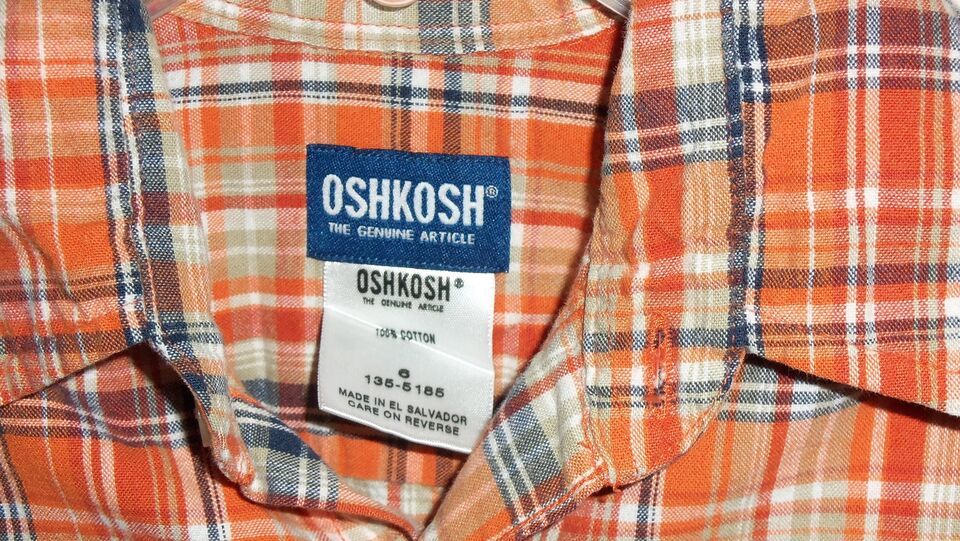 OSHKOSH®
THE GENUINE ARTICLE
OSHKOSH®
THE GENUINE ARTICLE
100% COTTON
6
135-5185
MADE IN EL SALVADOR
CARE ON REVERSE